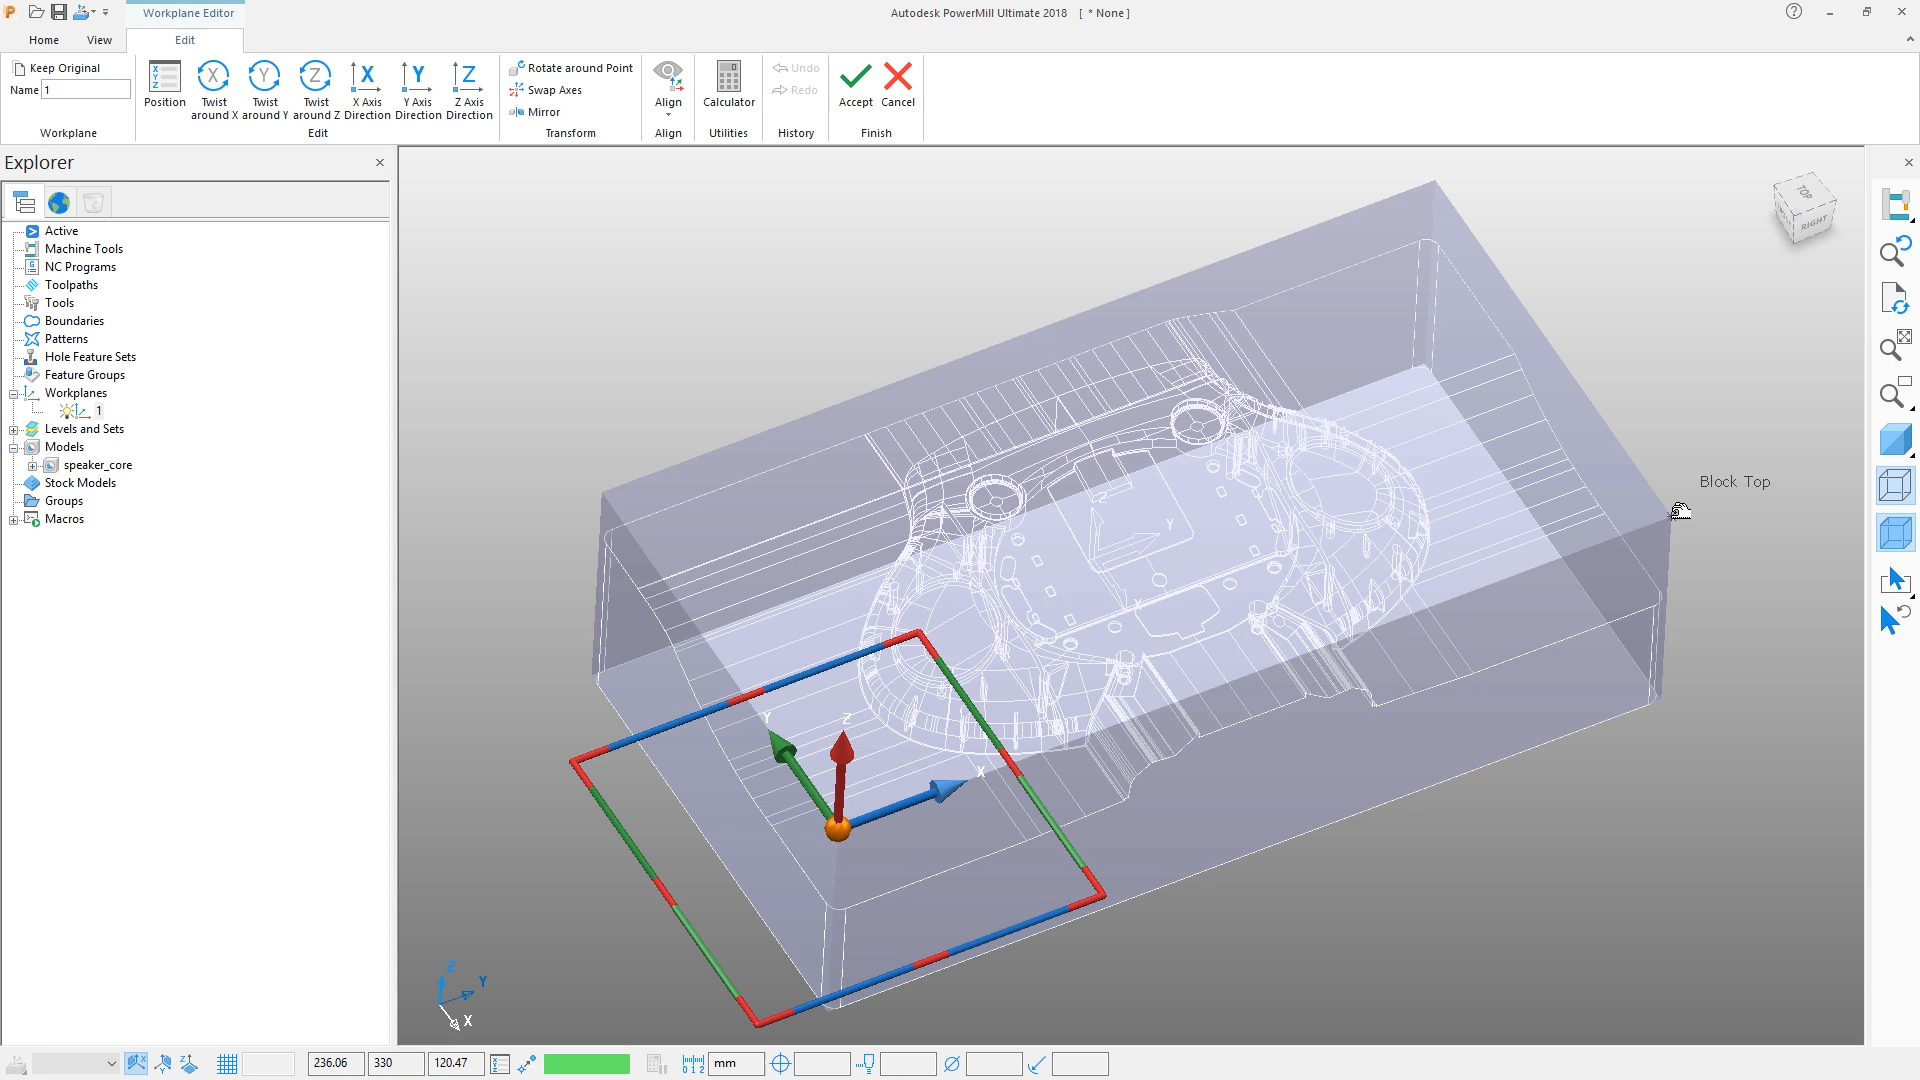 Workplane Editor
Autodesk PowerMill Ultimate 2018 [ * None ]
Home View Edit
Keep Original
Name 1
Workplane
Position
Twist around X
Twist around Y
Twist around Z
X Axis Direction
Y Axis Direction
Z Axis Direction
Edit
Rotate around Point
Swap Axes
Mirror
Transform
Align
Align
Calculator
Utilities
Undo
Redo
History
Accept
Cancel
Finish
Explorer
Active
Machine Tools
NC Programs
Toolpaths
Tools
Boundaries
Patterns
Hole Feature Sets
Feature Groups
Workplanes
1
Levels and Sets
Models
speaker_core
Stock Models
Groups
Macros
TOP
RIGHT
Block Top
Z
Y
X
Y
Z
X
Z
Y
X
236.06 330 120.47 mm